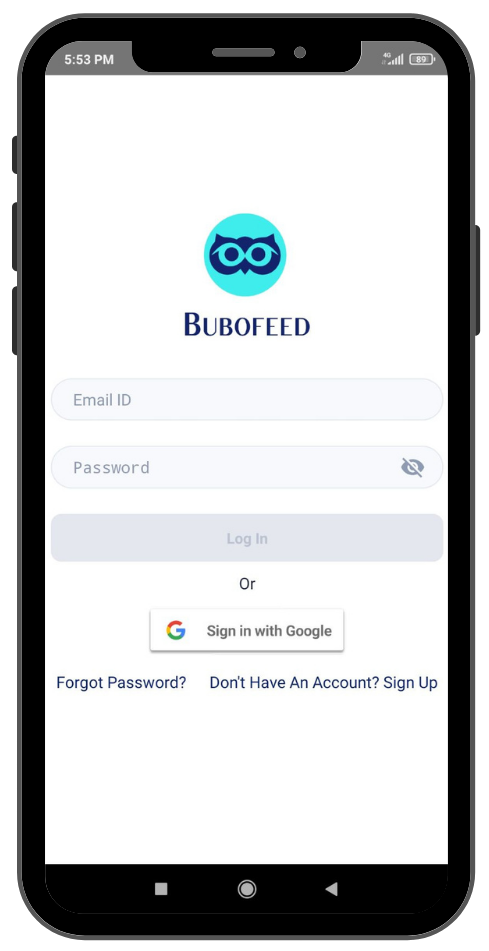 5:53 PM 4G 89
BUBOFEED
Email ID
Password
Log In
Or
Sign in with Google
Forgot Password? Don't Have An Account? Sign Up